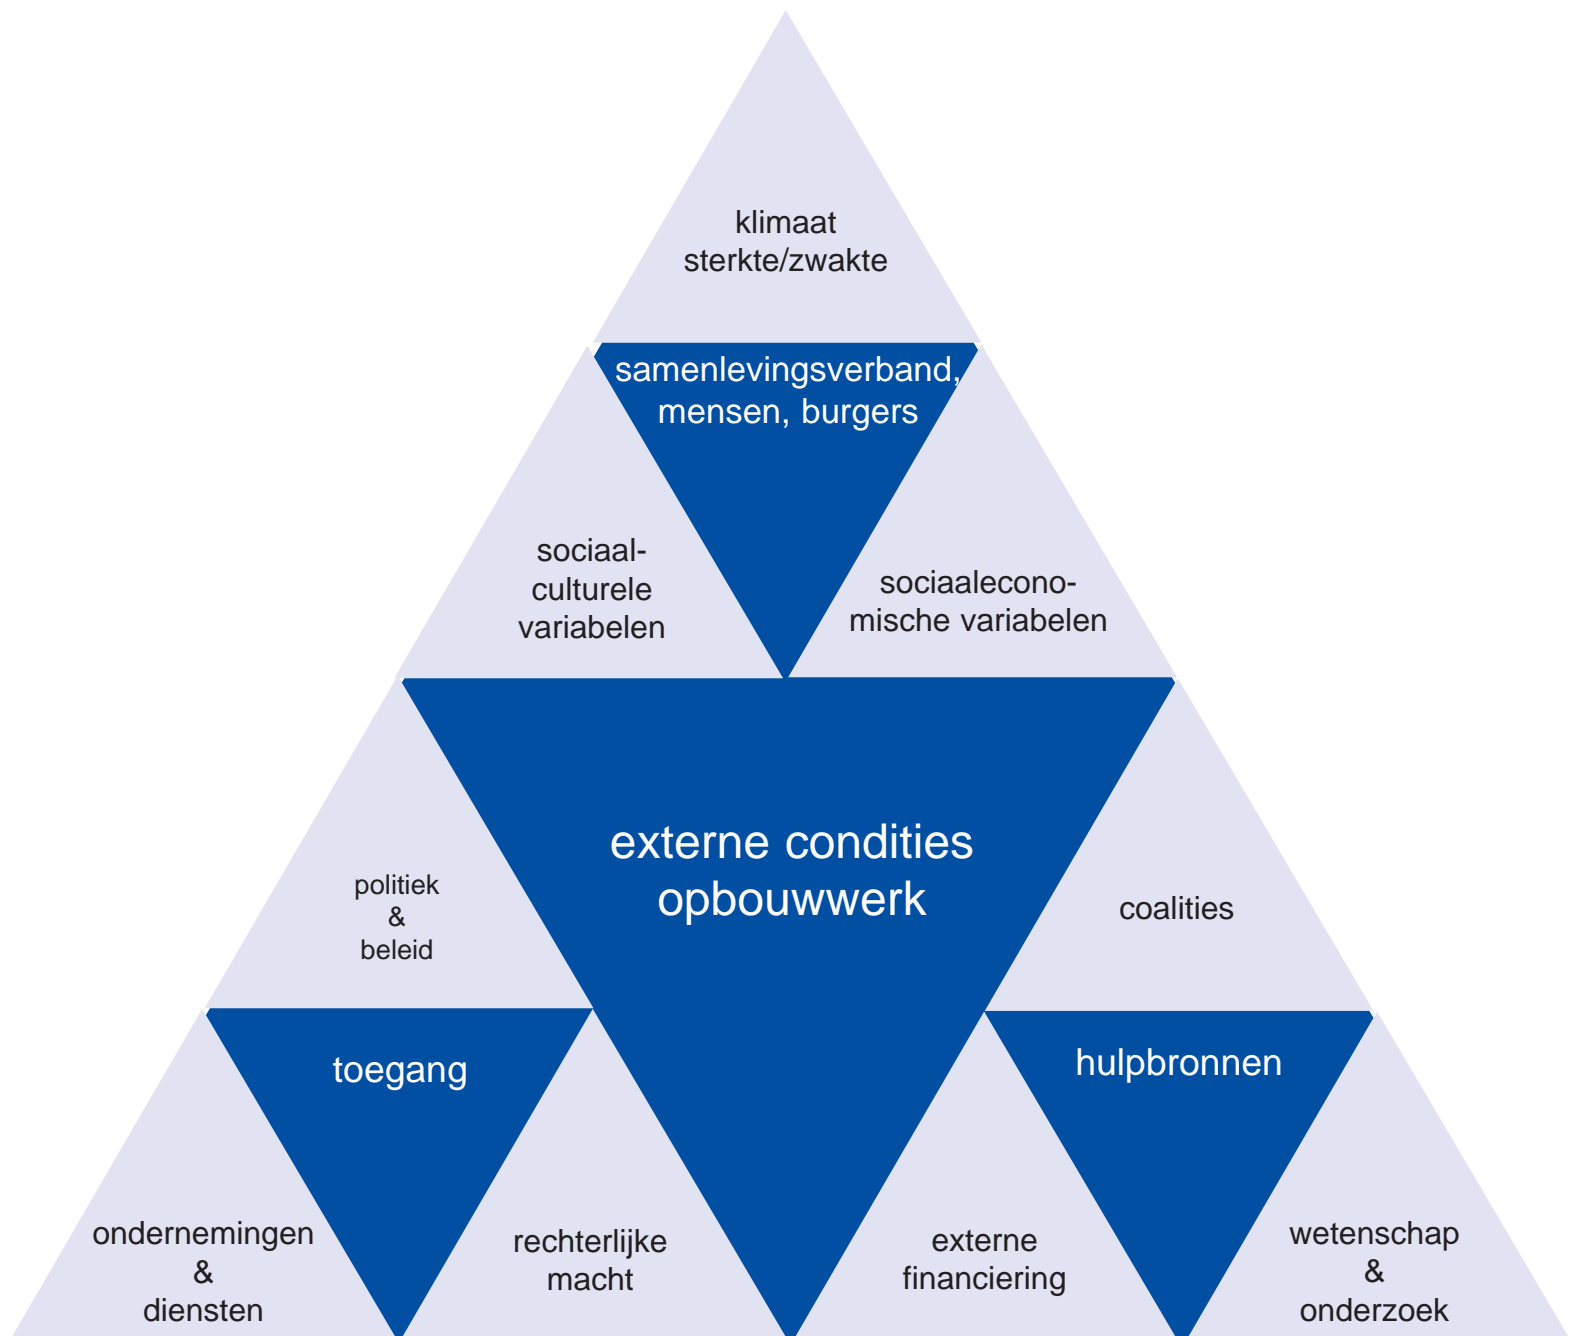 klimaat
sterkte/zwakte
samenlevingsverband,
mensen, burgers
sociaal-
culturele
variabelen
sociaalecono-
mische variabelen
externe condities
opbouwwerk
politiek
&
beleid
coalities
toegang
hulpbronnen
ondernemingen
&
diensten
rechterlijke
macht
externe
financiering
wetenschap
&
onderzoek